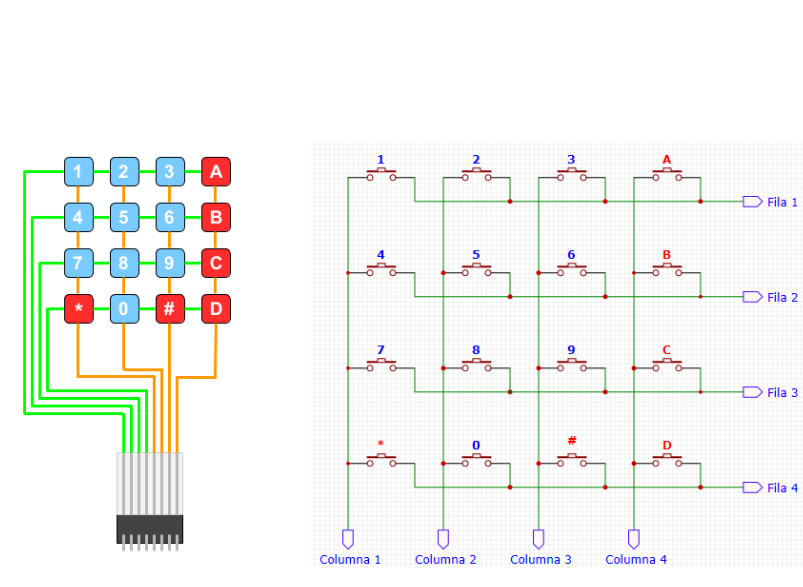 1 2 3 A
4 5 6 B
7 8 9 C
* 0 # D
1 2 3 A
Fila 1
4 5 6 B
Fila 2
7 8 9 C
Fila 3
* 0 # D
Fila 4
Columna 1 Columna 2 Columna 3 Columna 4